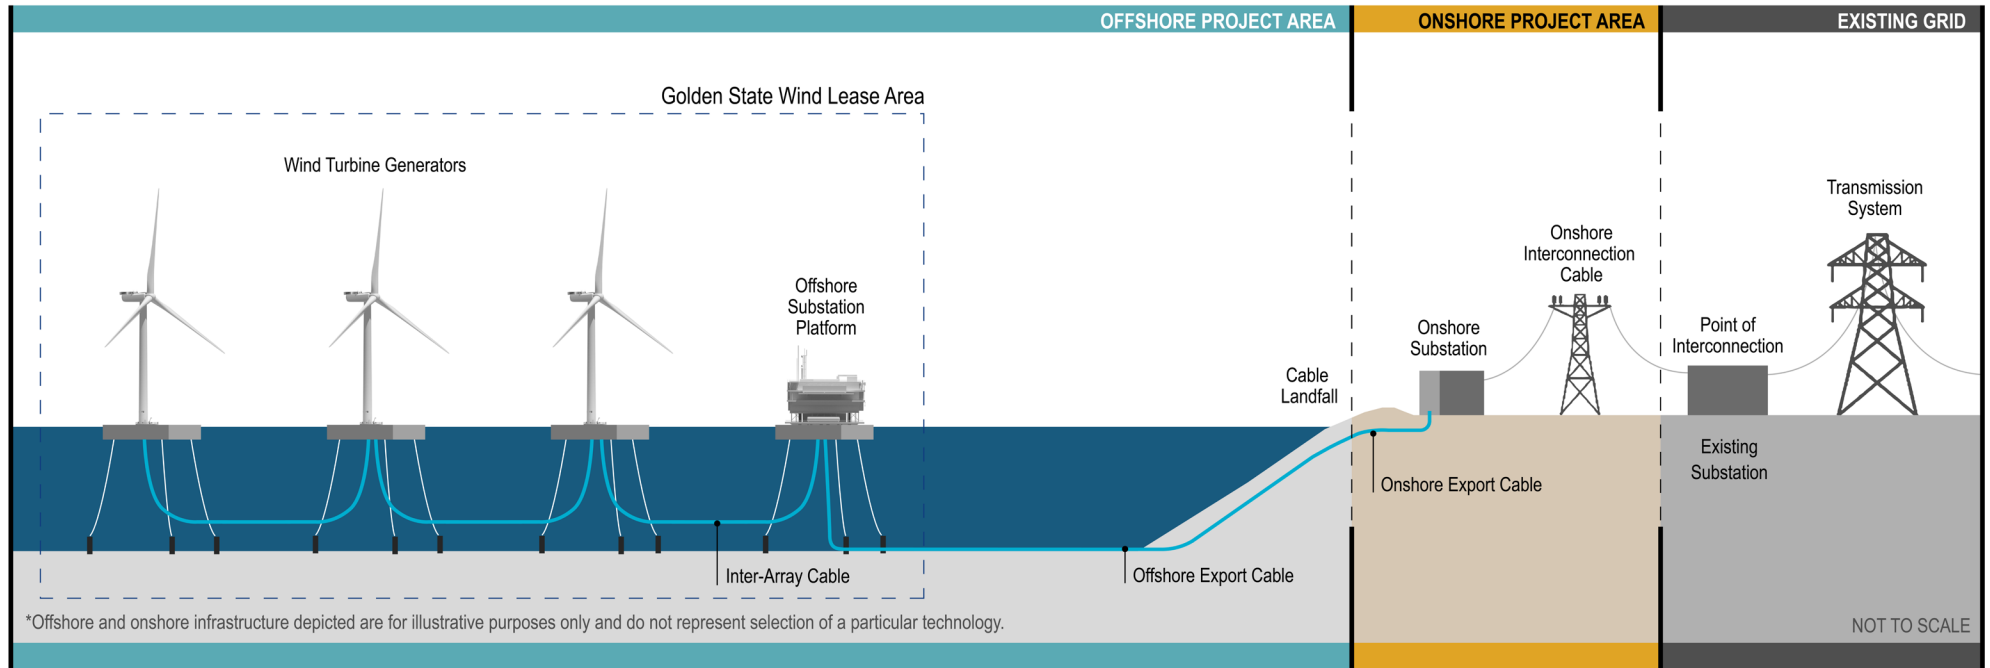 OFFSHORE PROJECT AREA
ONSHORE PROJECT AREA
EXISTING GRID
Golden State Wind Lease Area
Wind Turbine Generators
Offshore
Substation
Platform
Cable
Landfall
Onshore
Substation
Onshore
Interconnection
Cable
Point of
Interconnection
Transmission
System
Existing
Substation
Onshore Export Cable
Inter-Array Cable
Offshore Export Cable
*Offshore and onshore infrastructure depicted are for illustrative purposes only and do not represent selection of a particular technology.
NOT TO SCALE